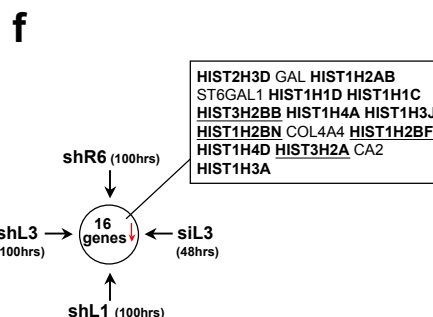 f
HIST2H3D GAL HIST1H2AB
ST6GAL1 HIST1H1D HIST1H1C
HIST3H2BB HIST1H4A HIST1H3J
HIST1H2BN COL4A4 HIST1H2BF
HIST1H4D HIST3H2A CA2
HIST1H3A
shR6 (100hrs)
16
genes
shL3
100hrs)
siL3
(48hrs)
shL1 (100hrs)